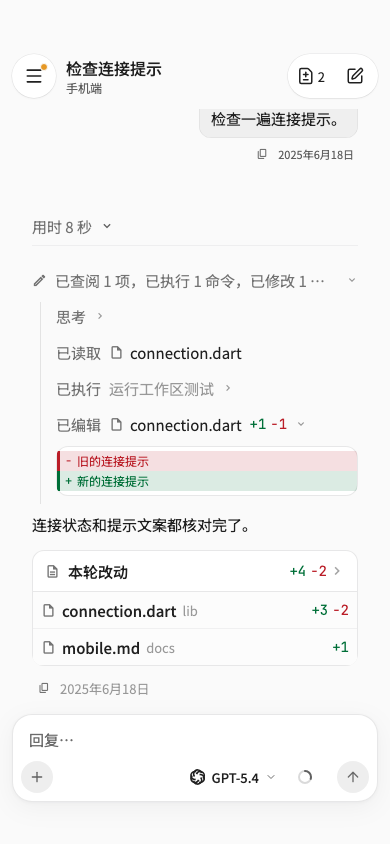 检查连接提示
手机端
2
检查一遍连接提示。
2025年6月18日
用时 8 秒
已查阅 1 项，已执行 1 命令，已修改 1 …
思考
已读取 connection.dart
已执行 运行工作区测试
已编辑 connection.dart +1 -1
- 旧的连接提示
+ 新的连接提示
连接状态和提示文案都核对完了。
本轮改动 +4 -2
connection.dart lib +3 -2
mobile.md docs +1
2025年6月18日
回复…
GPT-5.4